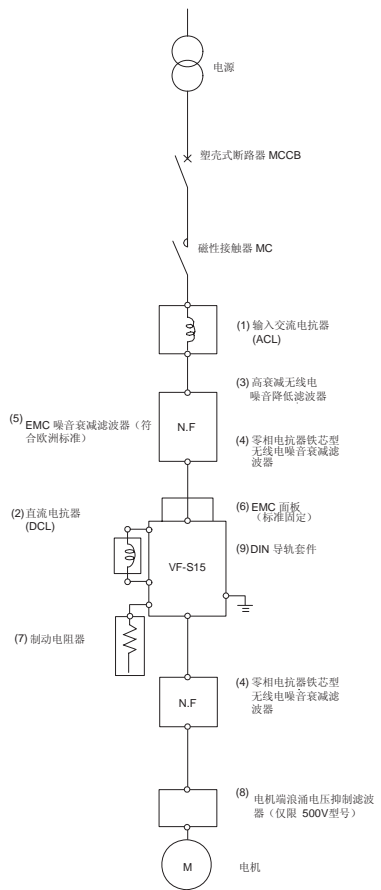 电源
塑壳式断路器 MCCB
磁性接触器 MC
(1) 输入交流电抗器
(ACL)
(3) 高衰减无线电
噪音降低滤波器
(5) EMC 噪音衰减滤波器（符
合欧洲标准）
N.F
(4) 零相电抗器铁芯型
无线电噪音衰减滤
波器
(2) 直流电抗器
(DCL)
(6) EMC 面板
（标准固定）
(9) DIN 导轨套件
VF-S15
(7) 制动电阻器
N.F
(4) 零相电抗器铁芯型
无线电噪音衰减滤
波器
(8) 电机端浪涌电压抑制滤波
器（仅限 500V型号）
M
电机